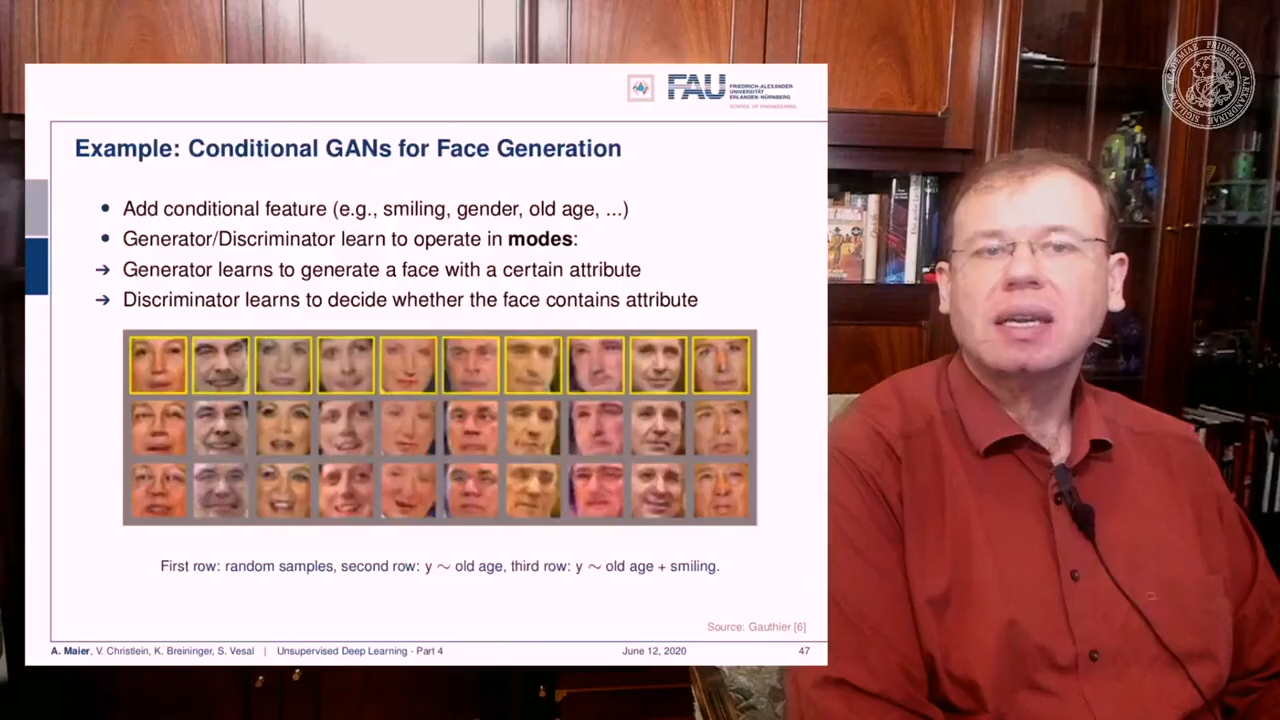 FAU
FRIEDRICH-ALEXANDER-
UNIVERSITÄT
ERLANGEN-NÜRNBERG
SCHOOL OF ENGINEERING
Example: Conditional GANs for Face Generation
• Add conditional feature (e.g., smiling, gender, old age, ...)
• Generator/Discriminator learn to operate in modes:
→ Generator learns to generate a face with a certain attribute
→ Discriminator learns to decide whether the face contains attribute
First row: random samples, second row: y ∼ old age, third row: y ∼ old age + smiling.
Source: Gauthier [6]
A. Maier, V. Christlein, K. Breininger, S. Vesal | Unsupervised Deep Learning - Part 4 June 12, 2020 47